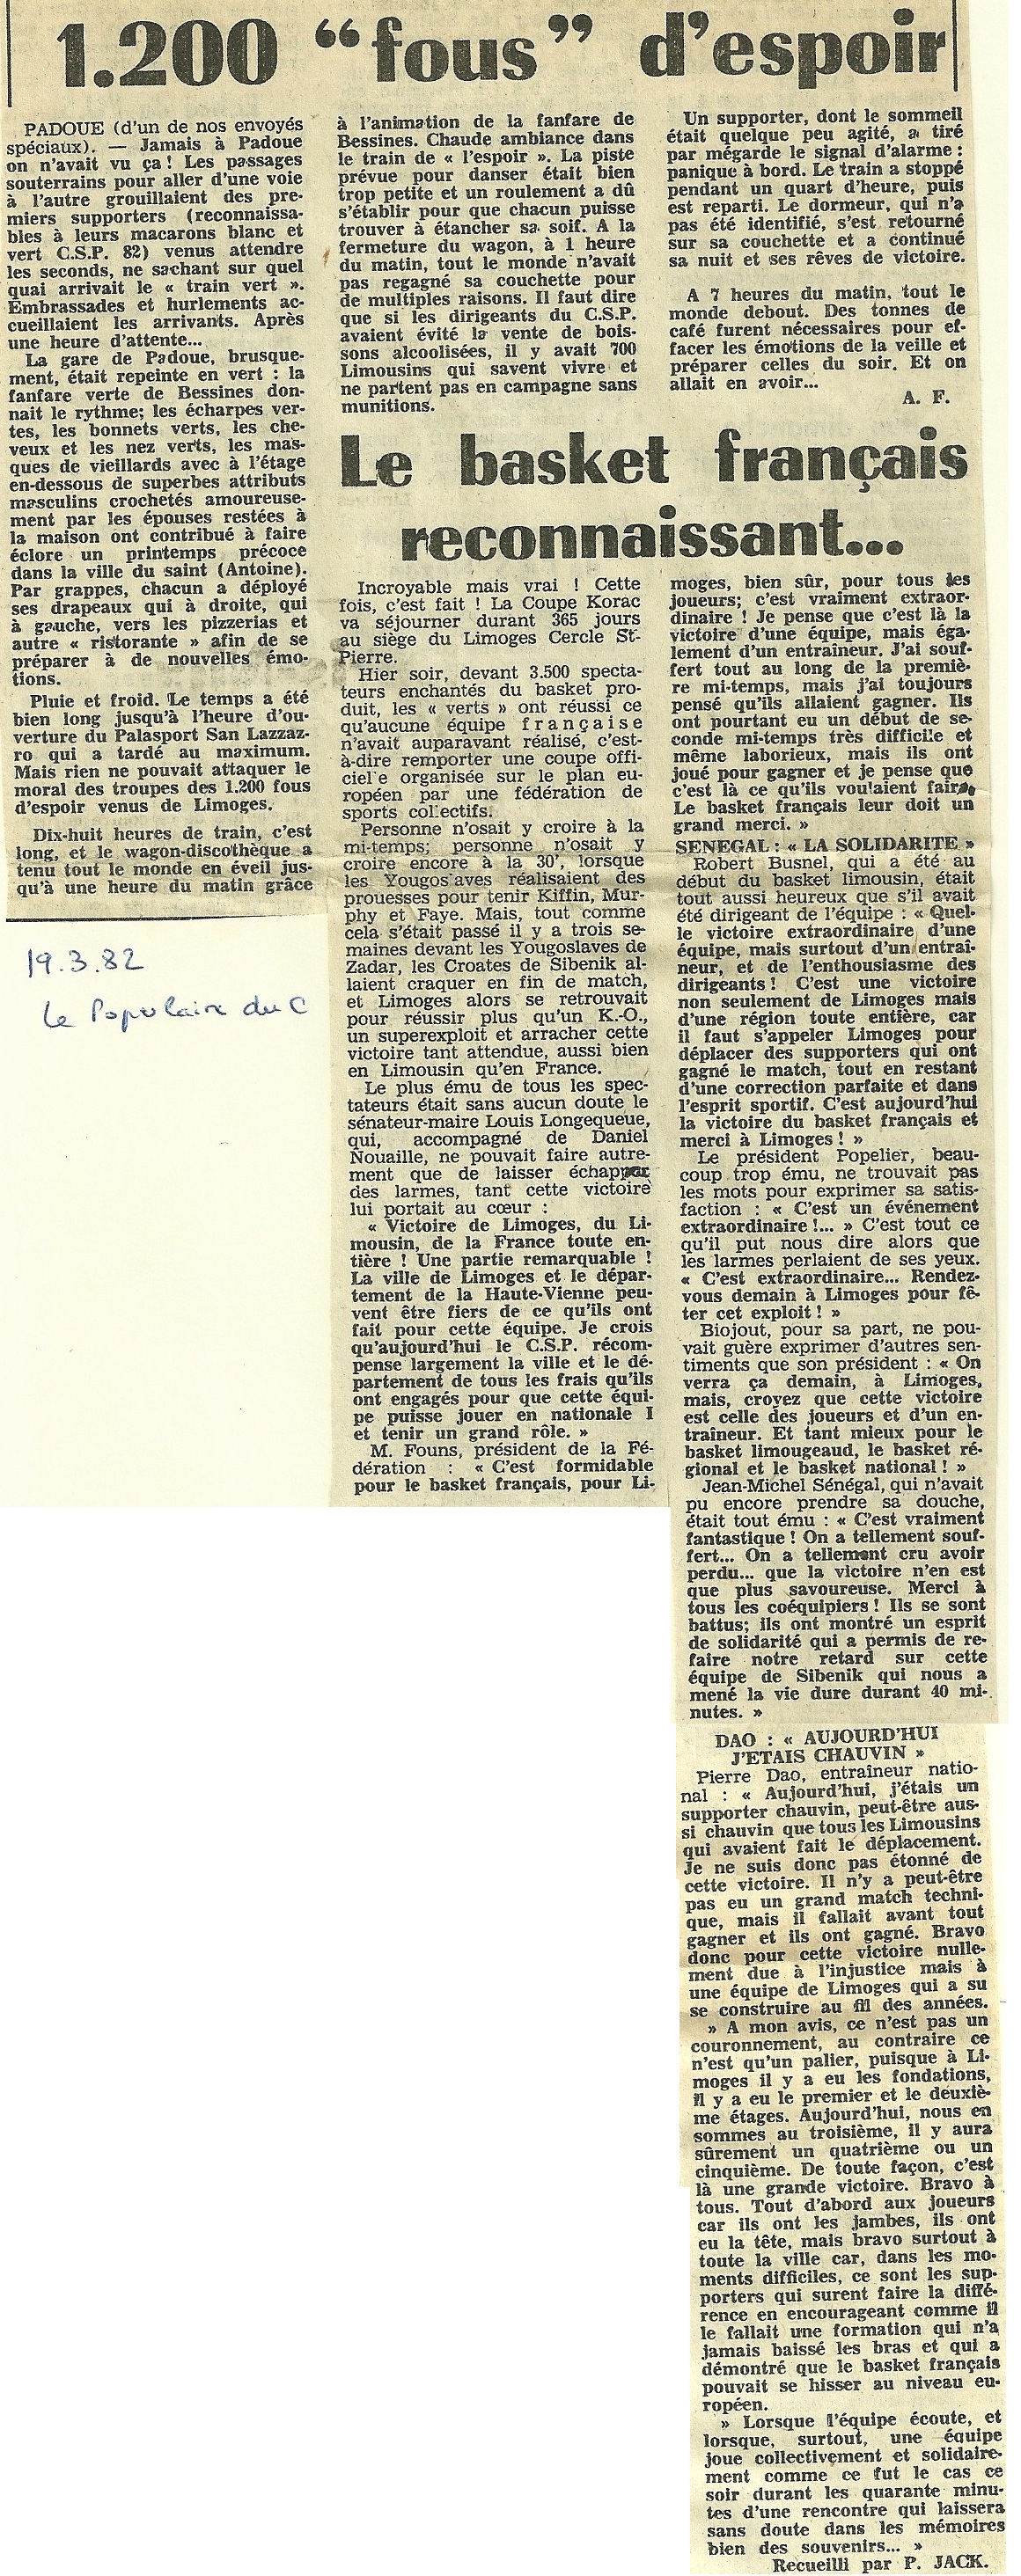 1.200 “fous” d’espoir
PADOUE (d'un de nos envoyés
spéciaux). — Jamais à Padoue
on n'avait vu ça ! Les passages
souterrains pour aller d'une voie
à l'autre grouillaient des pre-
miers supporters (reconnaissa-
bles à leurs macarons blanc et
vert C.S.P. 82) venus attendre
les seconds, ne sachant sur quel
quai arrivait le « train vert ».
Embrassades et hurlements ac-
cueillaient les arrivants. Après
une heure d'attente...
La gare de Padoue, brusque-
ment, était repeinte en vert : la
fanfare verte de Bessines don-
nait le rythme; les écharpes ver-
tes, les bonnets verts, les che-
veux et les nez verts, les mas-
ques de vieillards avec à l'étage
en-dessous de superbes attributs
masculins crochetés amoureuse-
ment par les épouses restées à
la maison ont contribué à faire
éclore un printemps précoce
dans la ville du saint (Antoine).
Par grappes, chacun a déployé
ses drapeaux qui à droite, qui
à gauche, vers les pizzerias et
autre « ristorante » afin de se
préparer à de nouvelles émo-
tions.
Pluie et froid. Le temps a été
bien long jusqu'à l'heure d'ou-
verture du Palasport San Lazzaz-
ro qui a tardé au maximum.
Mais rien ne pouvait attaquer le
moral des troupes des 1.200 fous
d'espoir venus de Limoges.
Dix-huit heures de train, c'est
long, et le wagon-discothèque a
tenu tout le monde en éveil jus-
qu'à une heure du matin grâce
à l'animation de la fanfare de
Bessines. Chaude ambiance dans
le train de « l'espoir ». La piste
prévue pour danser était bien
trop petite et un roulement a dû
s'établir pour que chacun puisse
trouver à étancher sa soif. A la
fermeture du wagon, à 1 heure
du matin, tout le monde n'avait
pas regagné sa couchette pour
de multiples raisons. Il faut dire
que si les dirigeants du C.S.P.
avaient évité la vente de bois-
sons alcoolisées, il y avait 700
Limousins qui savent vivre et
ne partent pas en campagne sans
munitions.
Un supporter, dont le sommeil
était quelque peu agité, a tiré
par mégarde le signal d'alarme :
panique à bord. Le train a stoppé
pendant un quart d'heure, puis
est reparti. Le dormeur, qui n'a
pas été identifié, s'est retourné
sur sa couchette et a continué
sa nuit et ses rêves de victoire.
A 7 heures du matin, tout le
monde debout. Des tonnes de
café furent nécessaires pour ef-
facer les émotions de la veille et
préparer celles du soir. Et on
allait en avoir...
A. F.
19.3.82
Le Populaire du C
Le basket français
reconnaissant...
Incroyable mais vrai ! Cette
fois, c'est fait ! La Coupe Korac
va séjourner durant 365 jours
au siège du Limoges Cercle St-
Pierre.
Hier soir, devant 3.500 specta-
teurs enchantés du basket pro-
duit, les « verts » ont réussi ce
qu'aucune équipe française
n'avait auparavant réalisé, c'est-
à-dire remporter une coupe offi-
cielle organisée sur le plan eu-
ropéen par une fédération de
sports collectifs.
Personne n'osait y croire à la
mi-temps; personne n'osait y
croire encore à la 30', lorsque
les Yougoslaves réalisaient des
prouesses pour tenir Kiffin, Mur-
phy et Faye. Mais, tout comme
cela s'était passé il y a trois se-
maines devant les Yougoslaves de
Zadar, les Croates de Sibenik al-
laient craquer en fin de match,
et Limoges alors se retrouvait
pour réussir plus qu'un K.-O.,
un superexploit et arracher cette
victoire tant attendue, aussi bien
en Limousin qu'en France.
Le plus ému de tous les spec-
tateurs était sans aucun doute le
sénateur-maire Louis Longequeue,
qui, accompagné de Daniel
Nouaille, ne pouvait faire autre-
ment que de laisser échapper
des larmes, tant cette victoire
lui portait au cœur :
« Victoire de Limoges, du Li-
mousin, de la France toute en-
tière ! Une partie remarquable !
La ville de Limoges et le dépar-
tement de la Haute-Vienne peu-
vent être fiers de ce qu'ils ont
fait pour cette équipe. Je crois
qu'aujourd'hui le C.S.P. récom-
pense largement la ville et le dé-
partement de tous les frais qu'ils
ont engagés pour que cette équi-
pe puisse jouer en nationale I
et tenir un grand rôle. »
M. Founs, président de la Fé-
dération : « C'est formidable
pour le basket français, pour Li-
moges, bien sûr, pour tous les
joueurs; c'est vraiment extraor-
dinaire ! Je pense que c'est là la
victoire d'une équipe, mais éga-
lement d'un entraîneur. J'ai souf-
fert tout au long de la premiè-
re mi-temps, mais j'ai toujours
pensé qu'ils allaient gagner. Ils
ont pourtant eu un début de se-
conde mi-temps très difficile et
même laborieux, mais ils ont
joué pour gagner et je pense que
c'est là ce qu'ils voulaient faire.
Le basket français leur doit un
grand merci. »
SENEGAL : « LA SOLIDARITE »
Robert Busnel, qui a été au
début du basket limousin, était
tout aussi heureux que s'il avait
été dirigeant de l'équipe : « Quel-
le victoire extraordinaire d'une
équipe, mais surtout d'un entraî-
neur, et de l'enthousiasme des
dirigeants ! C'est une victoire
non seulement de Limoges mais
d'une région toute entière, car
il faut s'appeler Limoges pour
déplacer des supporters qui ont
gagné le match, tout en restant
d'une correction parfaite et dans
l'esprit sportif. C'est aujourd'hui
la victoire du basket français et
merci à Limoges ! »
Le président Popelier, beau-
coup trop ému, ne trouvait pas
les mots pour exprimer sa satis-
faction : « C'est un événement
extraordinaire !... » C'est tout ce
qu'il put nous dire alors que
les larmes perlaient de ses yeux.
« C'est extraordinaire... Rendez-
vous demain à Limoges pour fê-
ter cet exploit ! »
Biojout, pour sa part, ne pou-
vait guère exprimer d'autres sen-
timents que son président : « On
verra ça demain, à Limoges,
mais, croyez que cette victoire
est celle des joueurs et d'un en-
traîneur. Et tant mieux pour le
basket limougeaud, le basket ré-
gional et le basket national ! »
Jean-Michel Sénégal, qui n'avait
pu encore prendre sa douche,
était tout ému : « C'est vraiment
fantastique ! On a tellement souf-
fert... On a tellement cru avoir
perdu... que la victoire n'en est
que plus savoureuse. Merci à
tous les coéquipiers ! Ils se sont
battus; ils ont montré un esprit
de solidarité qui a permis de re-
faire notre retard sur cette
équipe de Sibenik qui nous a
mené la vie dure durant 40 mi-
nutes. »
DAO : « AUJOURD'HUI
J'ETAIS CHAUVIN »
Pierre Dao, entraîneur natio-
nal : « Aujourd'hui, j'étais un
supporter chauvin, peut-être aus-
si chauvin que tous les Limousins
qui avaient fait le déplacement.
Je ne suis donc pas étonné de
cette victoire. Il n'y a peut-être
pas eu un grand match techni-
que, mais il fallait avant tout
gagner et ils ont gagné. Bravo
donc pour cette victoire nulle-
ment due à l'injustice mais à
une équipe de Limoges qui a su
se construire au fil des années.
» A mon avis, ce n'est pas un
couronnement, au contraire ce
n'est qu'un palier, puisque à Li-
moges il y a eu les fondations,
il y a eu le premier et le deuxiè-
me étages. Aujourd'hui, nous en
sommes au troisième, il y aura
sûrement un quatrième ou un
cinquième. De toute façon, c'est
là une grande victoire. Bravo à
tous. Tout d'abord aux joueurs
car ils ont les jambes, ils ont
eu la tête, mais bravo surtout à
toute la ville car, dans les mo-
ments difficiles, ce sont les sup-
porters qui surent faire la diffé-
rence en encourageant comme il
le fallait une formation qui n'a
jamais baissé les bras et qui a
démontré que le basket français
pouvait se hisser au niveau eu-
ropéen.
» Lorsque l'équipe écoute, et
lorsque, surtout, une équipe
joue collectivement et solidaire-
ment comme ce fut le cas ce
soir durant les quarante minu-
tes d'une rencontre qui laissera
sans doute dans les mémoires
bien des souvenirs... »
Recueilli par P. JACK.